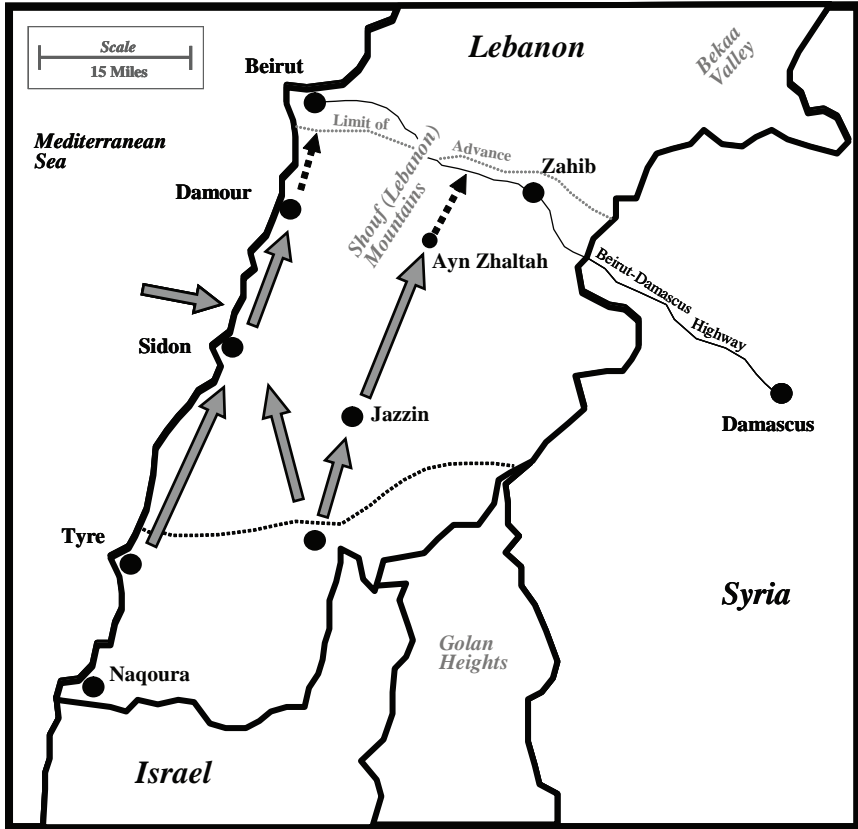 Scale
15 Miles
Lebanon
Bekaa
Valley
Beirut
Mediterranean
Sea
Limit of
Advance
Shouf (Lebanon)
Mountains
Zahib
Damour
Ayn Zhaltah
Beirut-Damascus
Highway
Sidon
Jazzin
Damascus
Tyre
Syria
Golan
Heights
Naqoura
Israel